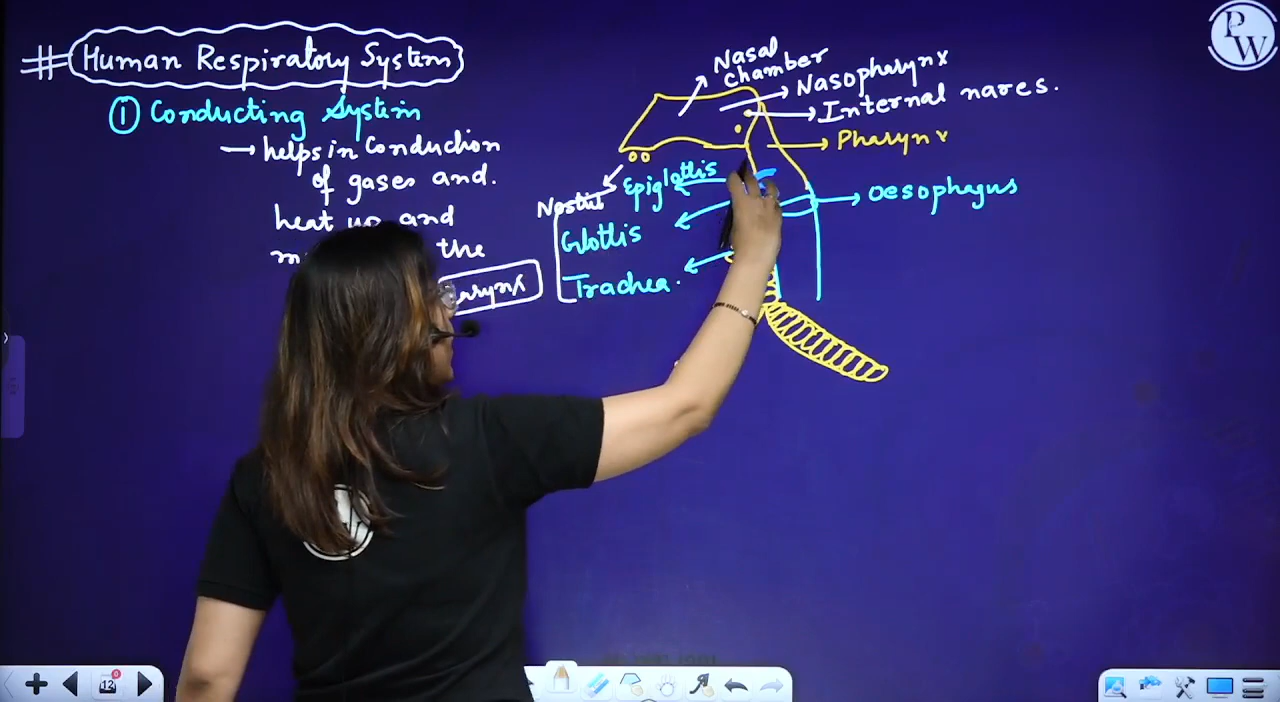 # Human Respiratory System
① Conducting System
→ helps in Conduction
of gases and.
heat up and
the
Nasal
chamber
Nasopharynx
Internal nares.
Pharynx
Nostril
Epiglottis
Glottis
Trachea.
Oesophagus
PW
12